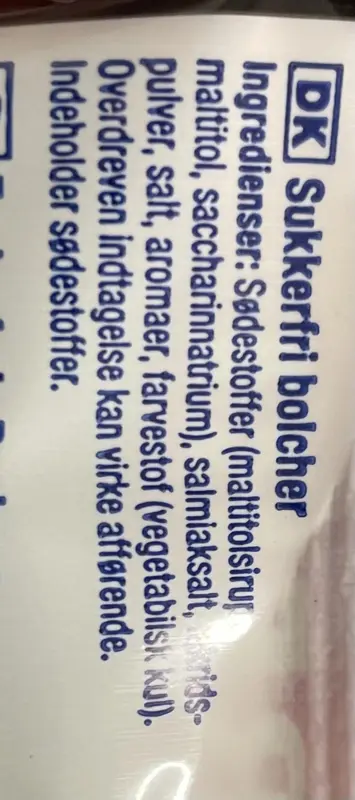 DK Sukkerfri bolcher
Ingredienser: Sødestoffer (maltitolsirup
maltitol, saccharinnatrium), salmiaksalt,
pulver, salt, aromaer, farvestof (vegetabilsk kul).
Overdreven indtagelse kan virke afførende.
Indeholder sødestoffer.